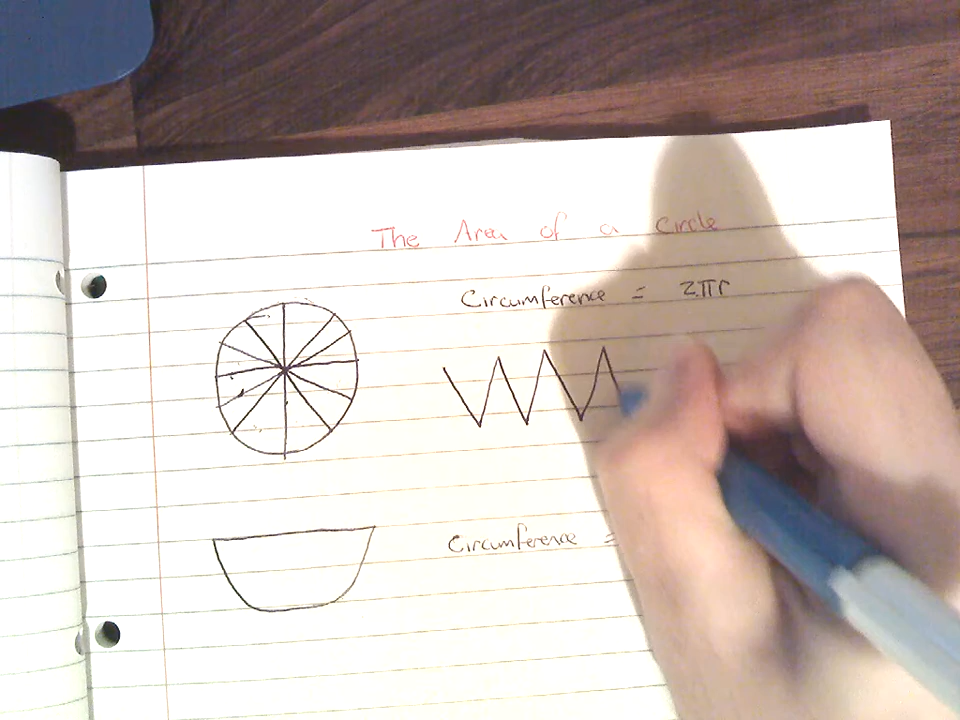 The Area of a Circle
Circumference = 2πr
Circumference =